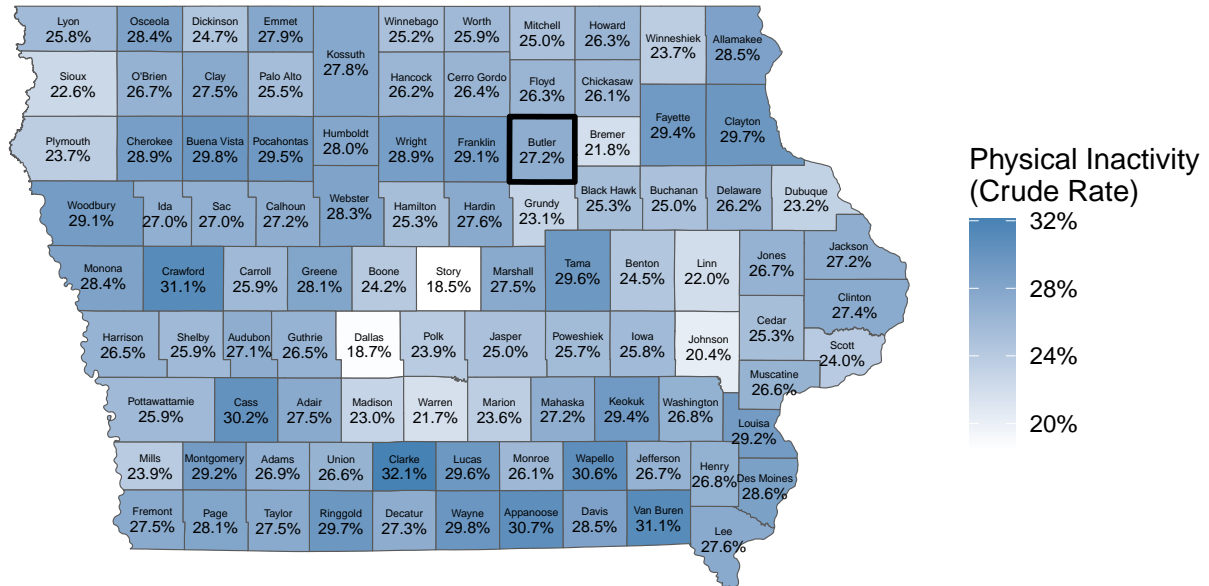 Lyon
25.8%
Osceola
28.4%
Dickinson
24.7%
Emmet
27.9%
Kossuth
27.8%
Winnebago
25.2%
Worth
25.9%
Mitchell
25.0%
Howard
26.3%
Winneshiek
23.7%
Allamakee
28.5%
Sioux
22.6%
O'Brien
26.7%
Clay
27.5%
Palo Alto
25.5%
Hancock
26.2%
Cerro Gordo
26.4%
Floyd
26.3%
Chickasaw
26.1%
Fayette
29.4%
Clayton
29.7%
Plymouth
23.7%
Cherokee
28.9%
Buena Vista
29.8%
Pocahontas
29.5%
Humboldt
28.0%
Wright
28.9%
Franklin
29.1%
Butler
27.2%
Bremer
21.8%
Woodbury
29.1%
Ida
27.0%
Sac
27.0%
Calhoun
27.2%
Webster
28.3%
Hamilton
25.3%
Hardin
27.6%
Grundy
23.1%
Black Hawk
25.3%
Buchanan
25.0%
Delaware
26.2%
Dubuque
23.2%
Monona
28.4%
Crawford
31.1%
Carroll
25.9%
Greene
28.1%
Boone
24.2%
Story
18.5%
Marshall
27.5%
Tama
29.6%
Benton
24.5%
Linn
22.0%
Jones
26.7%
Jackson
27.2%
Clinton
27.4%
Harrison
26.5%
Shelby
25.9%
Audubon
27.1%
Guthrie
26.5%
Dallas
18.7%
Polk
23.9%
Jasper
25.0%
Poweshiek
25.7%
Iowa
25.8%
Johnson
20.4%
Cedar
25.3%
Scott
24.0%
Muscatine
26.6%
Pottawattamie
25.9%
Cass
30.2%
Adair
27.5%
Madison
23.0%
Warren
21.7%
Marion
23.6%
Mahaska
27.2%
Keokuk
29.4%
Washington
26.8%
Louisa
29.2%
Mills
23.9%
Montgomery
29.2%
Adams
26.9%
Union
26.6%
Clarke
32.1%
Lucas
29.6%
Monroe
26.1%
Wapello
30.6%
Jefferson
26.7%
Henry
26.8%
Des Moines
28.6%
Fremont
27.5%
Page
28.1%
Taylor
27.5%
Ringgold
29.7%
Decatur
27.3%
Wayne
29.8%
Appanoose
30.7%
Davis
28.5%
Van Buren
31.1%
Lee
27.6%
Physical Inactivity
(Crude Rate)
32%
28%
24%
20%